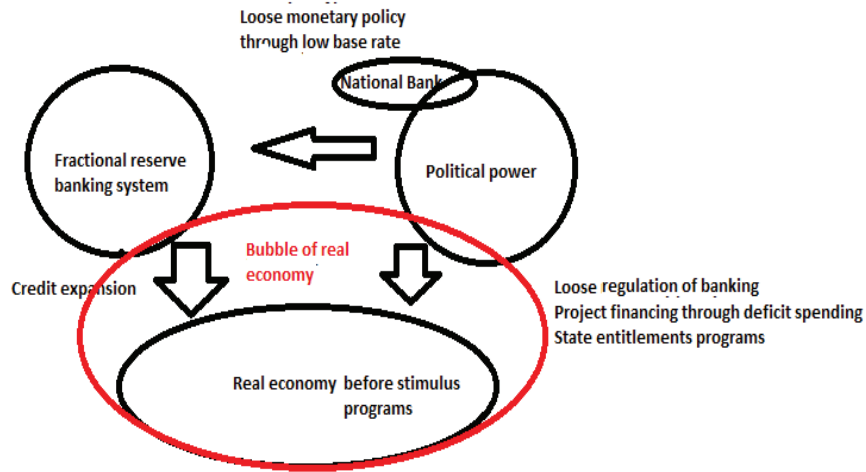 Loose monetary policy
through low base rate
National Bank
Fractional reserve
banking system
Political power
Bubble of real
economy
Credit expansion
Loose regulation of banking
Project financing through deficit spending
State entitlements programs
Real economy before stimulus
programs